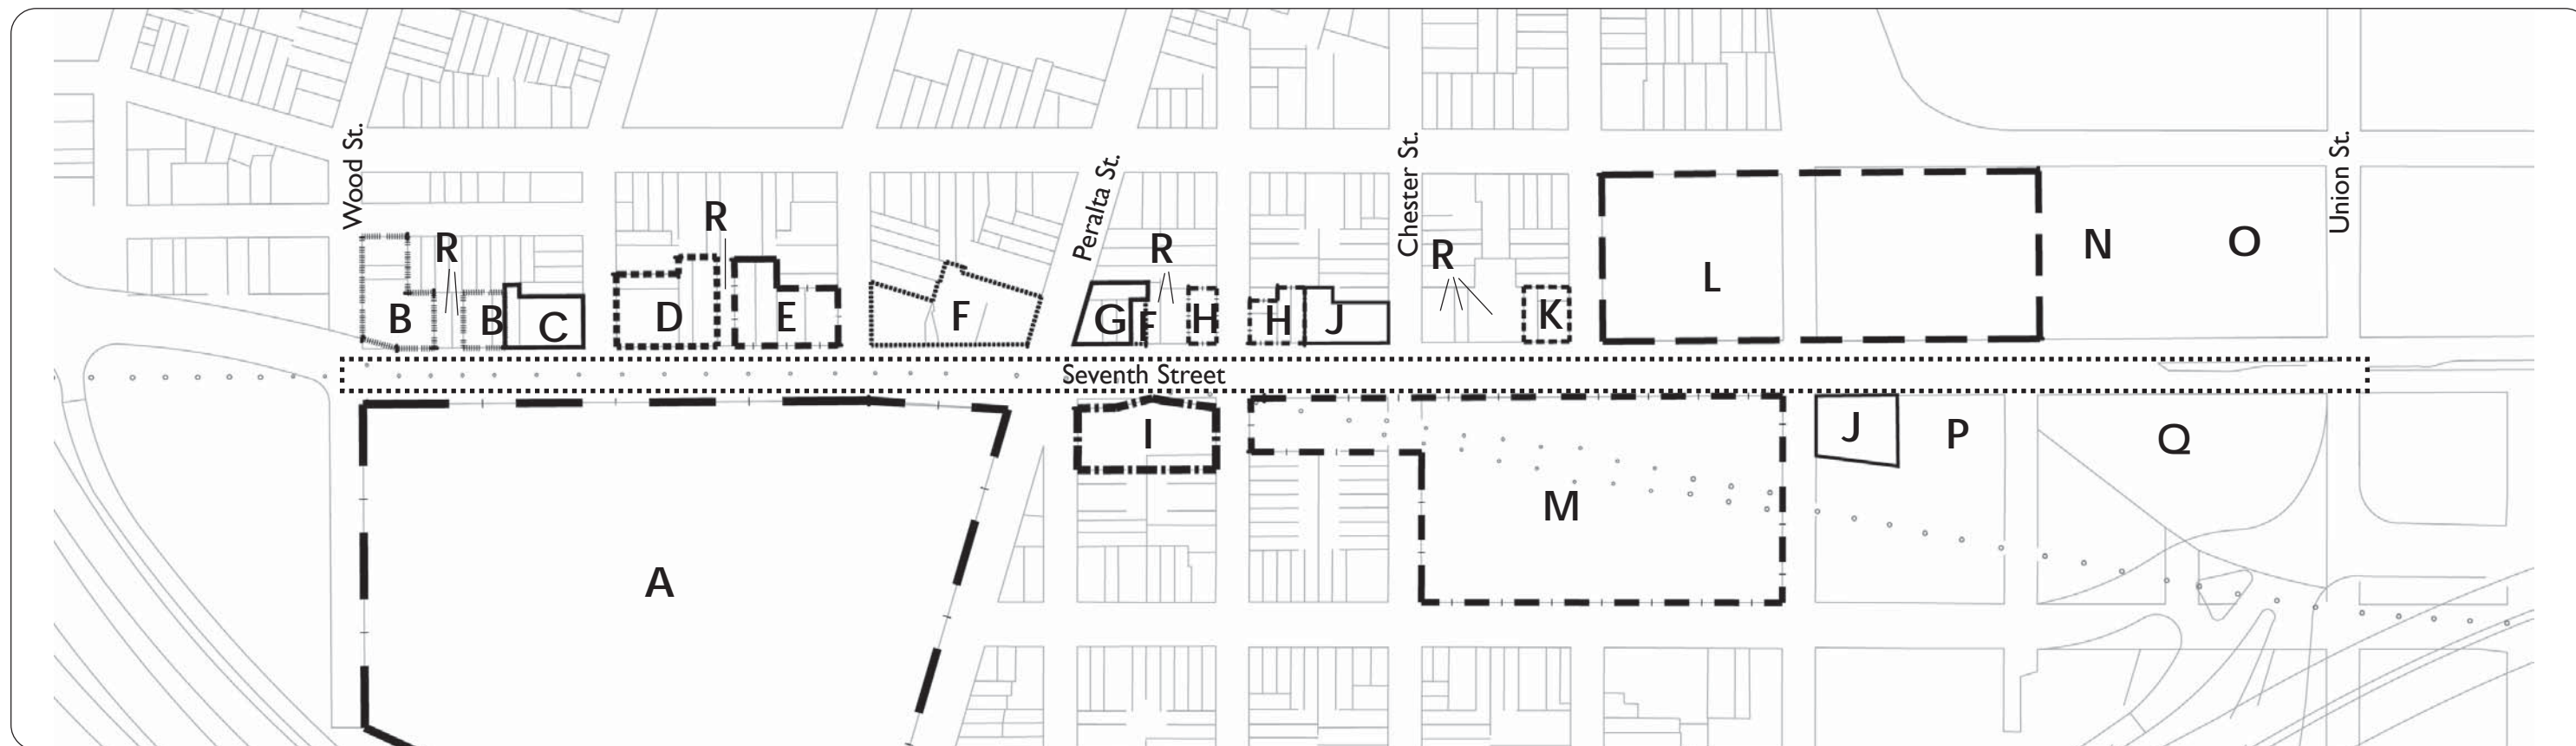 Wood St.
Peralta St.
Chester St.
Union St.
R
R
R
R
N
O
L
B
B
C
D
E
F
G
F
H
H
J
K
Seventh Street
I
J
P
Q
M
A